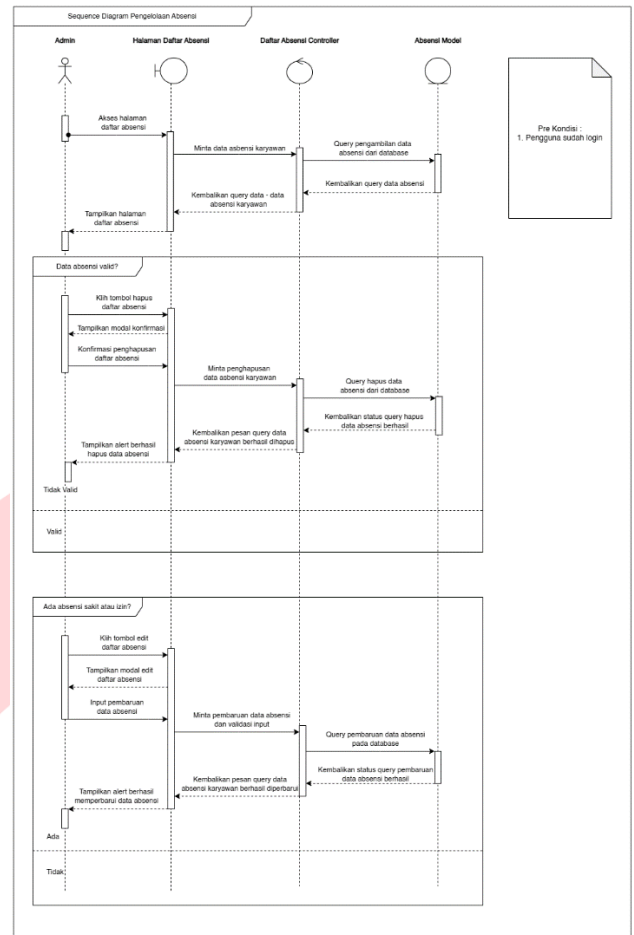 Sequence Diagram Pengelolaan Absensi
Admin
Halaman Daftar Absensi
Daftar Absensi Controller
Absensi Model
Pre Kondisi :
1. Pengguna sudah login
Akses halaman
daftar absensi
Minta data asbensi karyawan
Query pengambilan data
absensi dari database
Kembalikan query data absensi
Kembalikan query data - data
absensi karyawan
Tampilkan halaman
daftar absensi
Data absensi valid?
Klih tombol hapus
daftar absensi
Tampilkan modal konfirmasi
Konfirmasi penghapusan
daftar absensi
Minta penghapusan
data asbensi karyawan
Query hapus data
absensi dari database
Kembalikan status query hapus
data absensi berhasil
Kembalikan pesan query data
absensi karyawan berhasil dihapus
Tampilkan alert berhasil
hapus data absensi
Tidak Valid
Valid
Ada absensi sakit atau izin?
Klih tombol edit
daftar absensi
Tampilkan modal edit
daftar absensi
Input pembaruan
data absensi
Minta pembaruan data absensi
dan validasi input
Query pembaruan data absensi
pada database
Kembalikan status query pembaruan
data absensi berhasil
Kembalikan pesan query data
absensi karyawan berhasil diperbarui
Tampilkan alert berhasil
memperbarui data absensi
Ada
Tidak